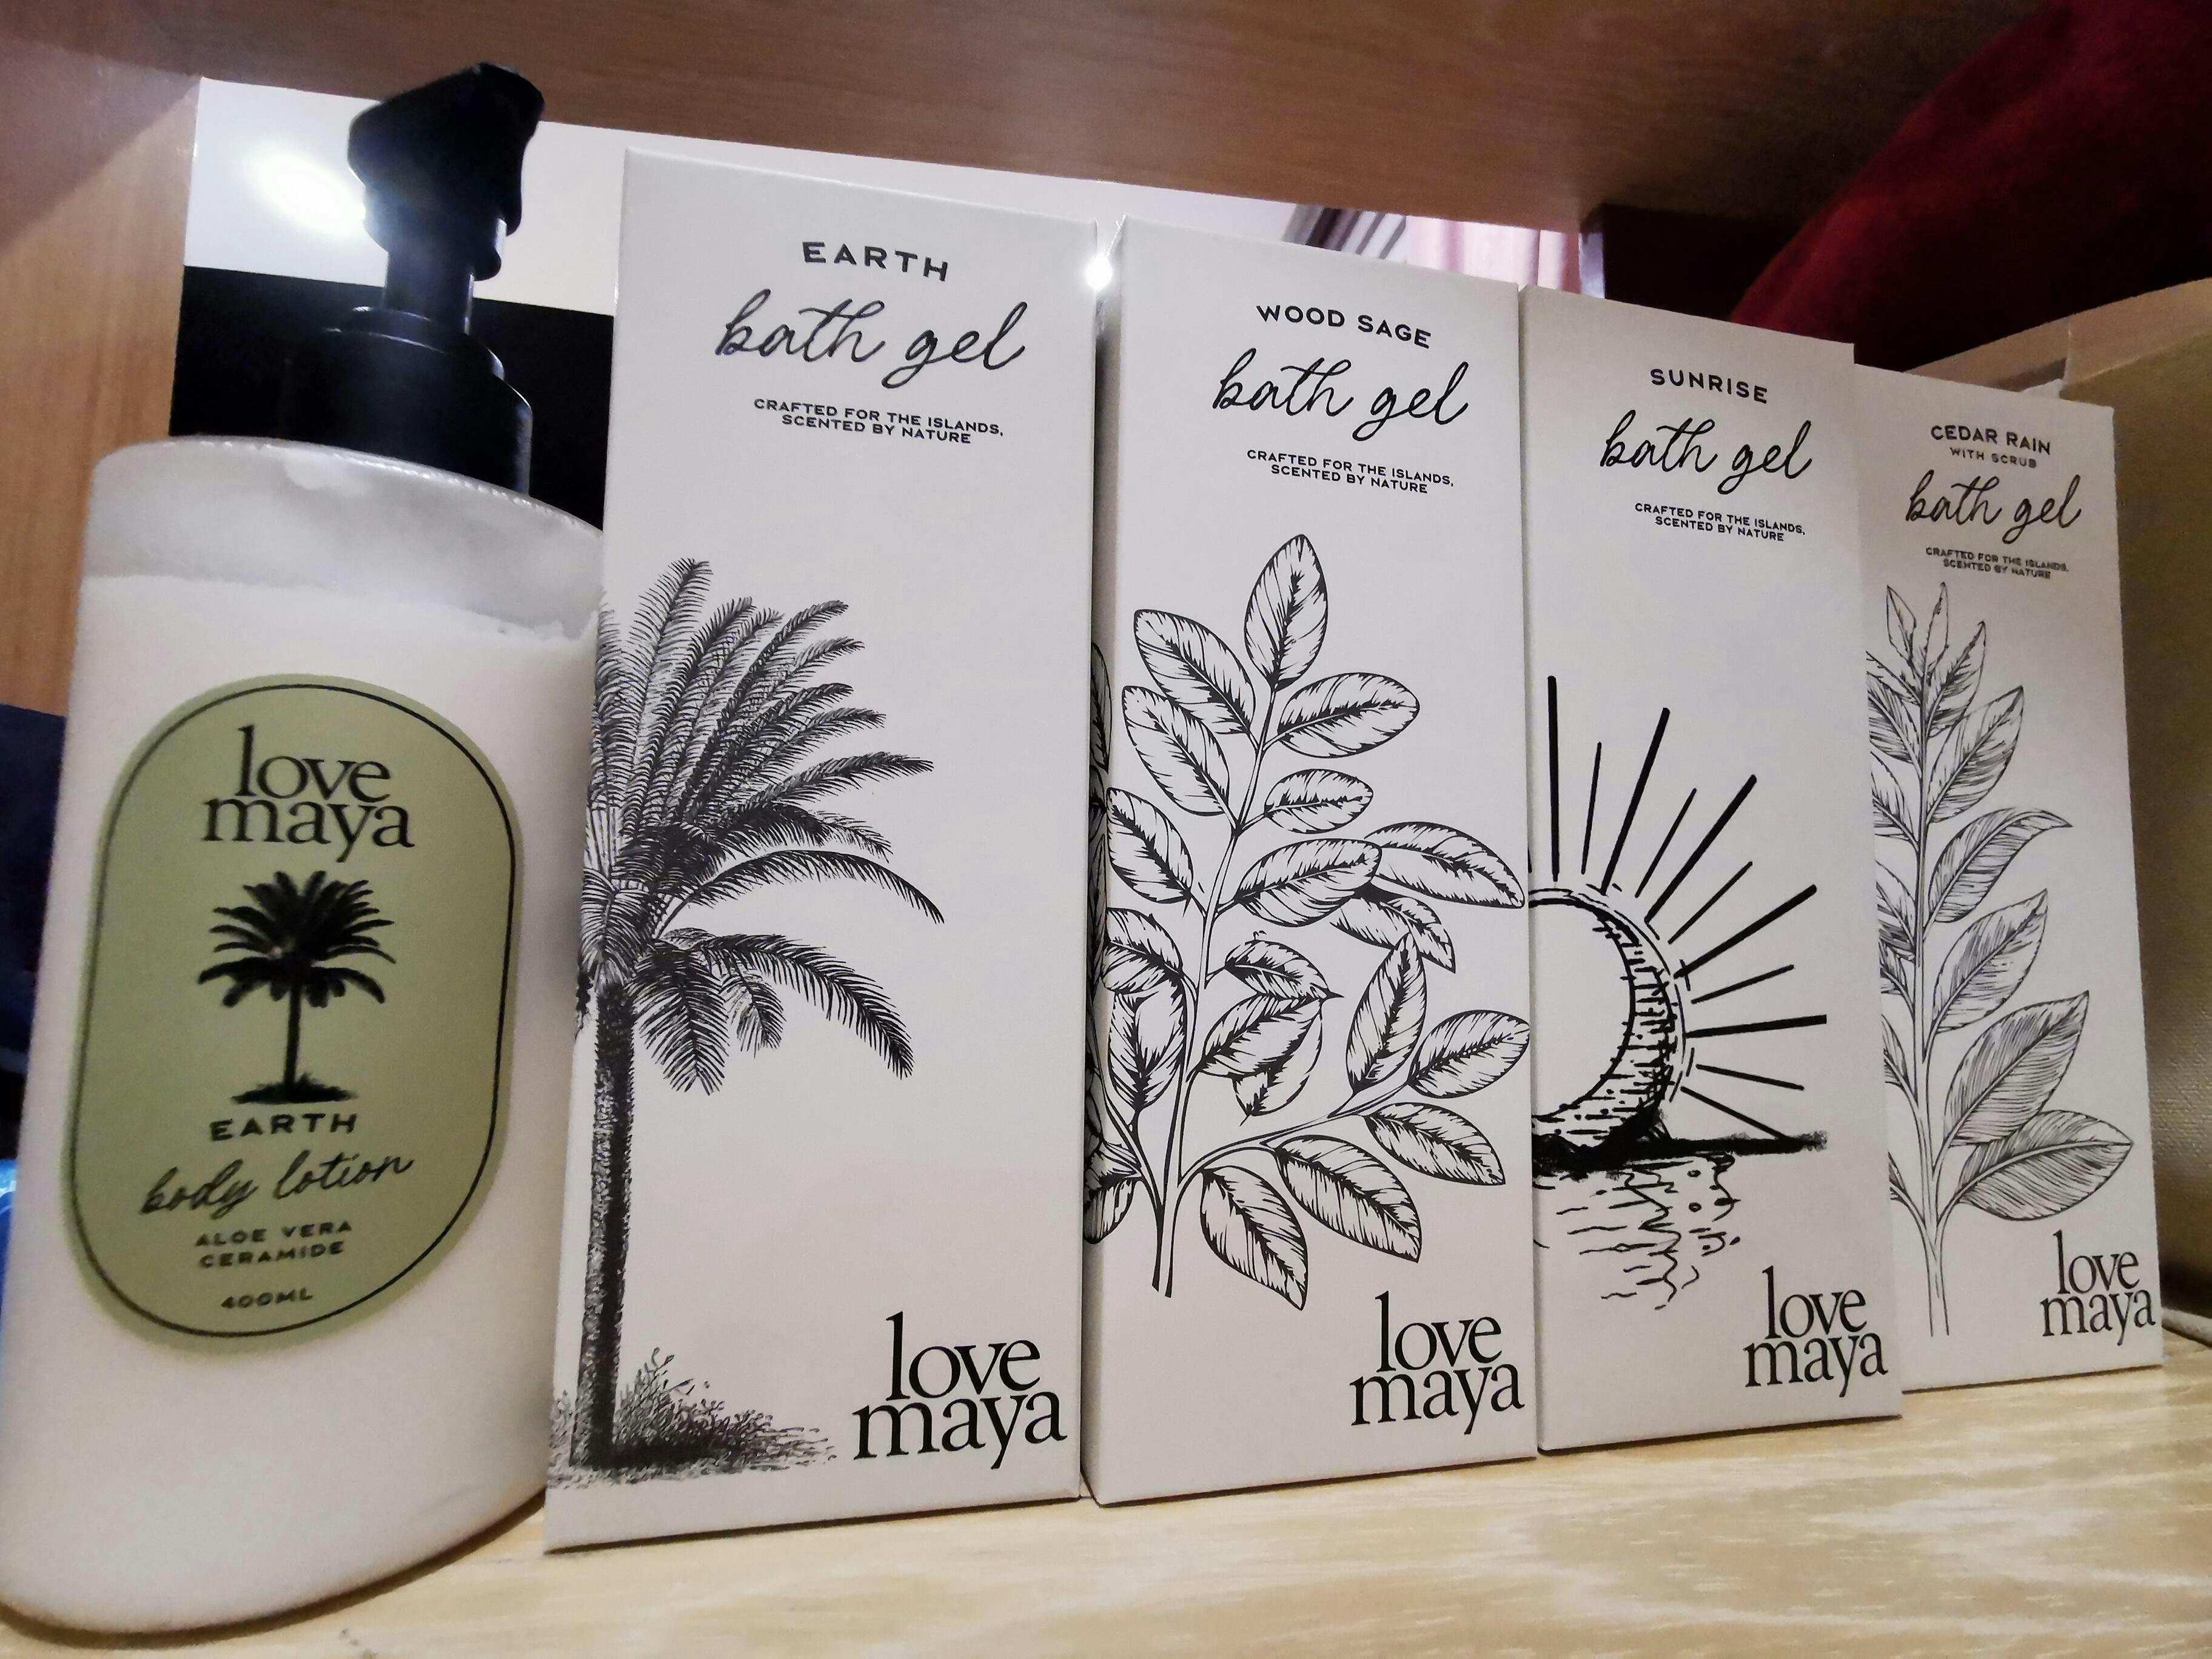 love
maya
EARTH
body lotion
ALOE VERA
CERAMIDE
400ML
EARTH
bath gel
CRAFTED FOR THE ISLANDS,
SCENTED BY NATURE
love
maya
WOOD SAGE
bath gel
CRAFTED FOR THE ISLANDS,
SCENTED BY NATURE
love
maya
SUNRISE
bath gel
CRAFTED FOR THE ISLANDS,
SCENTED BY NATURE
love
maya
CEDAR RAIN
WITH SCRUB
bath gel
CRAFTED FOR THE ISLANDS,
SCENTED BY NATURE
love
maya